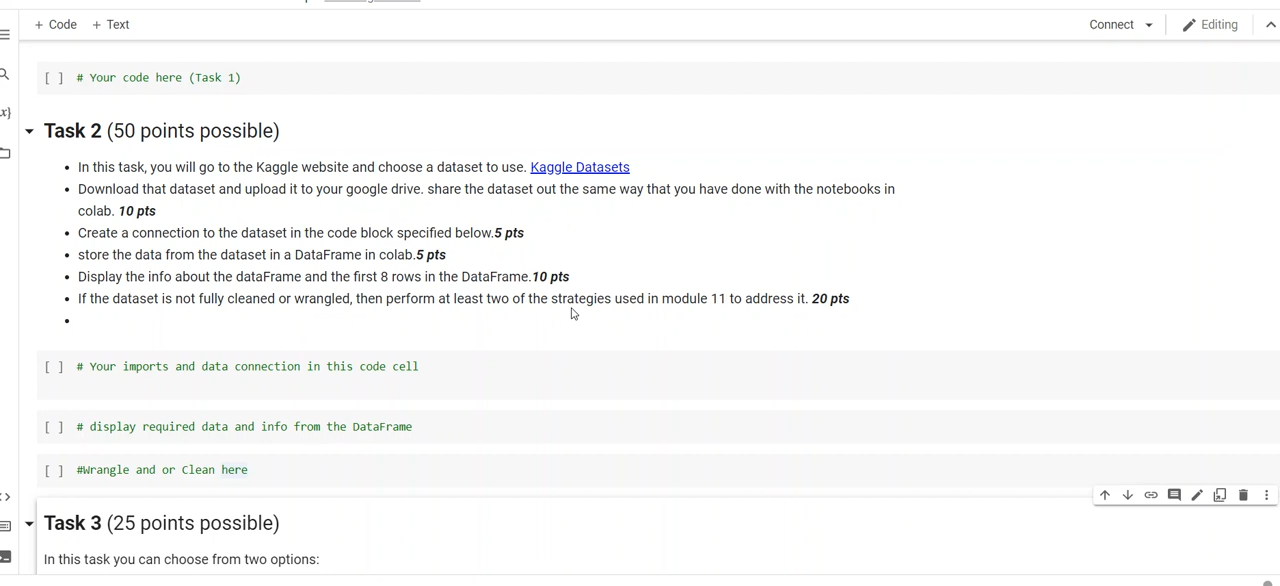 + Code + Text
Connect
Editing
[ ] # Your code here (Task 1)
Task 2 (50 points possible)
• In this task, you will go to the Kaggle website and choose a dataset to use. Kaggle Datasets
• Download that dataset and upload it to your google drive. share the dataset out the same way that you have done with the notebooks in
colab. 10 pts
• Create a connection to the dataset in the code block specified below.5 pts
• store the data from the dataset in a DataFrame in colab.5 pts
• Display the info about the dataFrame and the first 8 rows in the DataFrame.10 pts
• If the dataset is not fully cleaned or wrangled, then perform at least two of the strategies used in module 11 to address it. 20 pts
•
[ ] # Your imports and data connection in this code cell
[ ] # display required data and info from the DataFrame
[ ] #Wrangle and or Clean here
Task 3 (25 points possible)
In this task you can choose from two options: